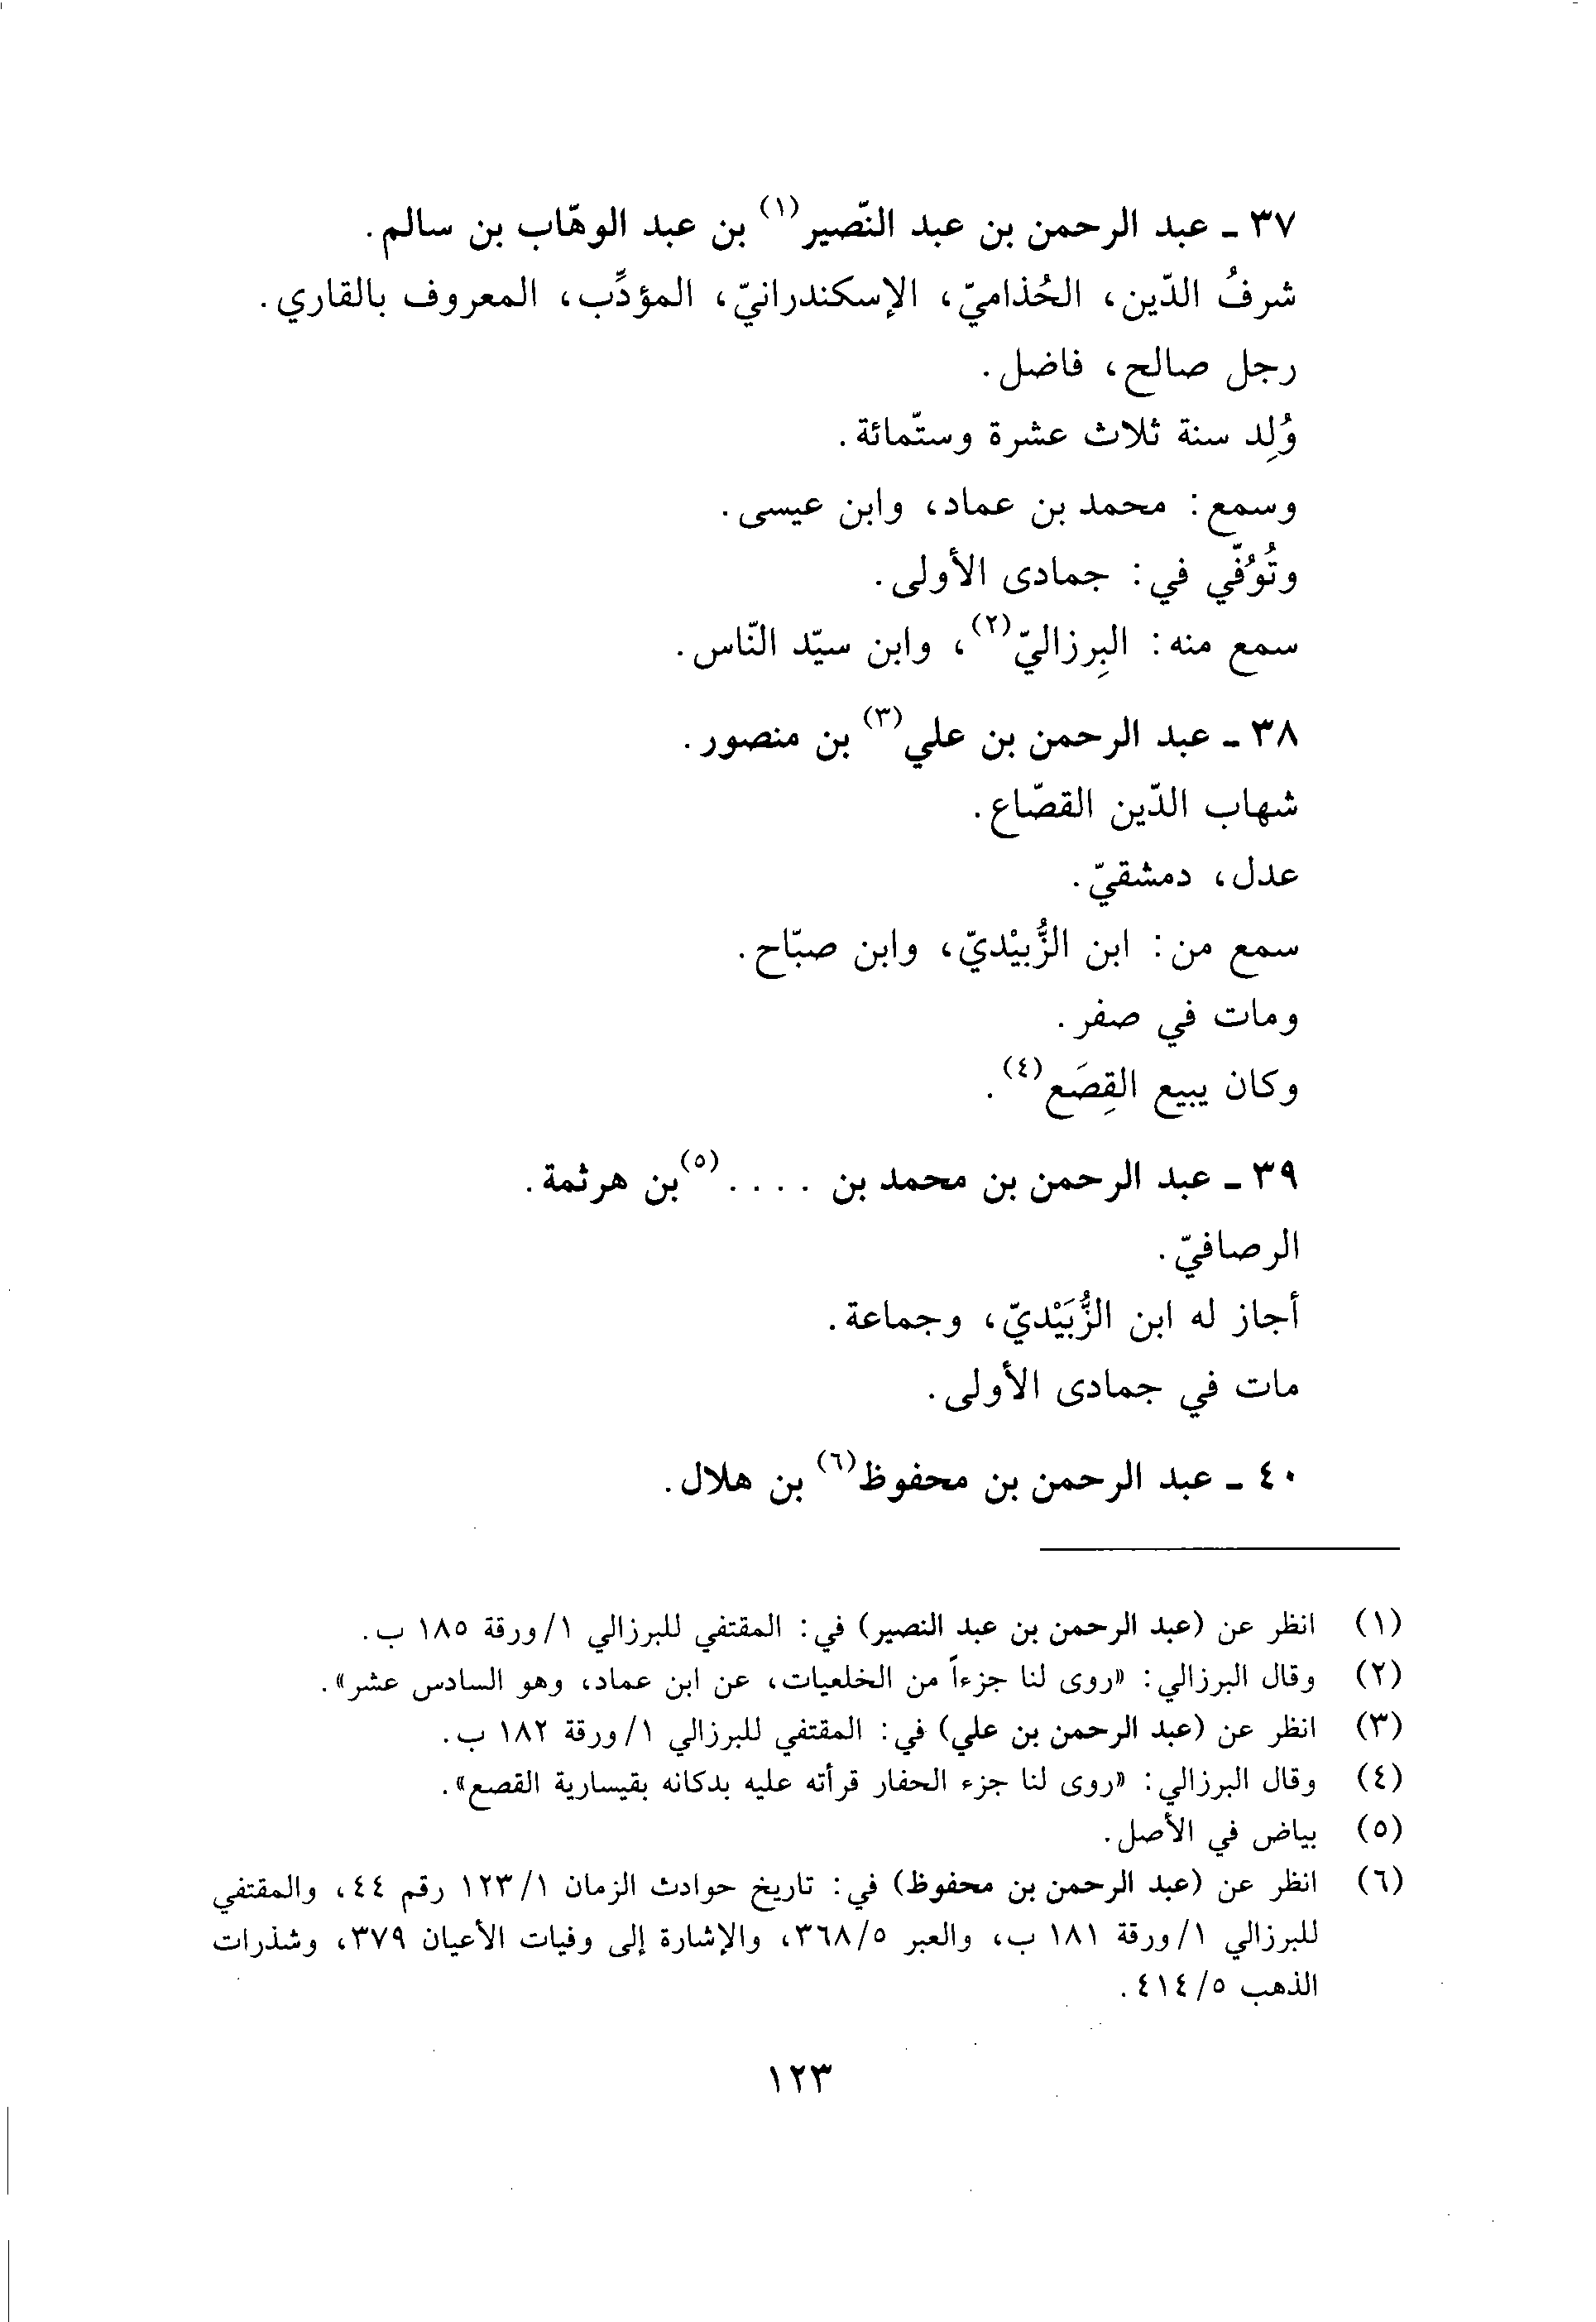 ٣٧ ـ عبد الرحمن بن عبد النّصير(١) بن عبد الوهّاب بن سالم.
شرفُ الدّين، الحُذاميّ، الإسكندرانيّ، المؤدِّب، المعروف بالقاري.
رجل صالح، فاضل.
وُلِد سنة ثلاث عشرة وستّمائة.
وسمع: محمد بن عماد، وابن عيسى.
وتُوُفّي في: جمادى الأولى.
سمع منه: البِرزاليّ(٢)، وابن سيّد النّاس.
٣٨ ـ عبد الرحمن بن علي(٣) بن منصور.
شهاب الدّين القصّاع.
عدل، دمشقيّ.
سمع من: ابن الزُّبيْديّ، وابن صبّاح.
ومات في صفر.
وكان يبيع القِصَع(٤).
٣٩ ـ عبد الرحمن بن محمد بن ....(٥) بن هرثمة.
الرصافيّ.
أجاز له ابن الزُّبَيْديّ، وجماعة.
مات في جمادى الأولى.
٤٠ ـ عبد الرحمن بن محفوظ(٦) بن هلال.
(١) انظر عن (عبد الرحمن بن عبد النصير) في: المقتفي للبرزالي ١/ورقة ١٨٥ ب.
(٢) وقال البرزالي: «روى لنا جزءاً من الخلعيات، عن ابن عماد، وهو السادس عشر».
(٣) انظر عن (عبد الرحمن بن علي) في: المقتفي للبرزالي ١/ورقة ١٨٢ ب.
(٤) وقال البرزالي: «روى لنا جزء الحفار قرأته عليه بدكانه بقيسارية القصع».
(٥) بياض في الأصل.
(٦) انظر عن (عبد الرحمن بن محفوظ) في: تاريخ حوادث الزمان ١/١٢٣ رقم ٤٤، والمقتفي
للبرزالي ١/ورقة ١٨١ ب، والعبر ٥/٣٦٨، والإشارة إلى وفيات الأعيان ٣٧٩، وشذرات
الذهب ٥/٤١٤.
١٢٣